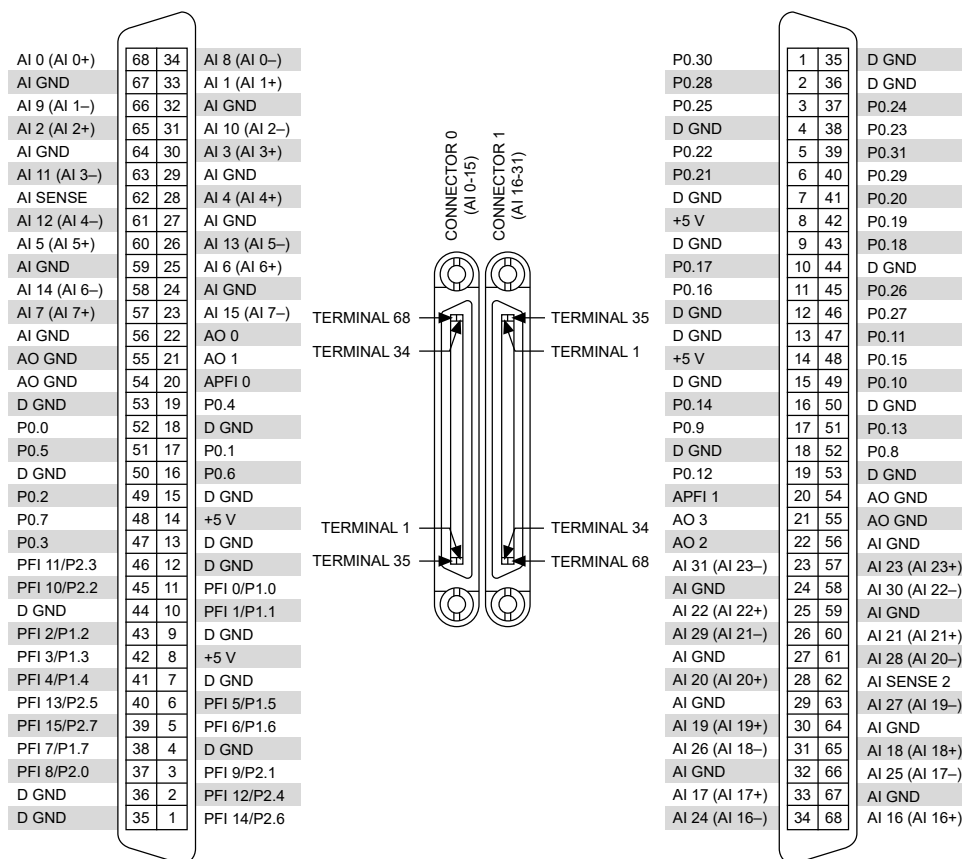 AI 0 (AI 0+) 68 34 AI 8 (AI 0–)
AI GND 67 33 AI 1 (AI 1+)
AI 9 (AI 1–) 66 32 AI GND
AI 2 (AI 2+) 65 31 AI 10 (AI 2–)
AI GND 64 30 AI 3 (AI 3+)
AI 11 (AI 3–) 63 29 AI GND
AI SENSE 62 28 AI 4 (AI 4+)
AI 12 (AI 4–) 61 27 AI GND
AI 5 (AI 5+) 60 26 AI 13 (AI 5–)
AI GND 59 25 AI 6 (AI 6+)
AI 14 (AI 6–) 58 24 AI GND
AI 7 (AI 7+) 57 23 AI 15 (AI 7–)
AI GND 56 22 AO 0
AO GND 55 21 AO 1
AO GND 54 20 APFI 0
D GND 53 19 P0.4
P0.0 52 18 D GND
P0.5 51 17 P0.1
D GND 50 16 P0.6
P0.2 49 15 D GND
P0.7 48 14 +5 V
P0.3 47 13 D GND
PFI 11/P2.3 46 12 D GND
PFI 10/P2.2 45 11 PFI 0/P1.0
D GND 44 10 PFI 1/P1.1
PFI 2/P1.2 43 9 D GND
PFI 3/P1.3 42 8 +5 V
PFI 4/P1.4 41 7 D GND
PFI 13/P2.5 40 6 PFI 5/P1.5
PFI 15/P2.7 39 5 PFI 6/P1.6
PFI 7/P1.7 38 4 D GND
PFI 8/P2.0 37 3 PFI 9/P2.1
D GND 36 2 PFI 12/P2.4
D GND 35 1 PFI 14/P2.6
CONNECTOR 0
(AI 0-15)
CONNECTOR 1
(AI 16-31)
TERMINAL 68
TERMINAL 35
TERMINAL 34
TERMINAL 1
TERMINAL 1
TERMINAL 34
TERMINAL 35
TERMINAL 68
P0.30 1 35 D GND
P0.28 2 36 D GND
P0.25 3 37 P0.24
D GND 4 38 P0.23
P0.22 5 39 P0.31
P0.21 6 40 P0.29
D GND 7 41 P0.20
+5 V 8 42 P0.19
D GND 9 43 P0.18
P0.17 10 44 D GND
P0.16 11 45 P0.26
D GND 12 46 P0.27
D GND 13 47 P0.11
+5 V 14 48 P0.15
D GND 15 49 P0.10
P0.14 16 50 D GND
P0.9 17 51 P0.13
D GND 18 52 P0.8
P0.12 19 53 D GND
APFI 1 20 54 AO GND
AO 3 21 55 AO GND
AO 2 22 56 AI GND
AI 31 (AI 23–) 23 57 AI 23 (AI 23+)
AI GND 24 58 AI 30 (AI 22–)
AI 22 (AI 22+) 25 59 AI GND
AI 29 (AI 21–) 26 60 AI 21 (AI 21+)
AI GND 27 61 AI 28 (AI 20–)
AI 20 (AI 20+) 28 62 AI SENSE 2
AI GND 29 63 AI 27 (AI 19–)
AI 19 (AI 19+) 30 64 AI GND
AI 26 (AI 18–) 31 65 AI 18 (AI 18+)
AI GND 32 66 AI 25 (AI 17–)
AI 17 (AI 17+) 33 67 AI GND
AI 24 (AI 16–) 34 68 AI 16 (AI 16+)